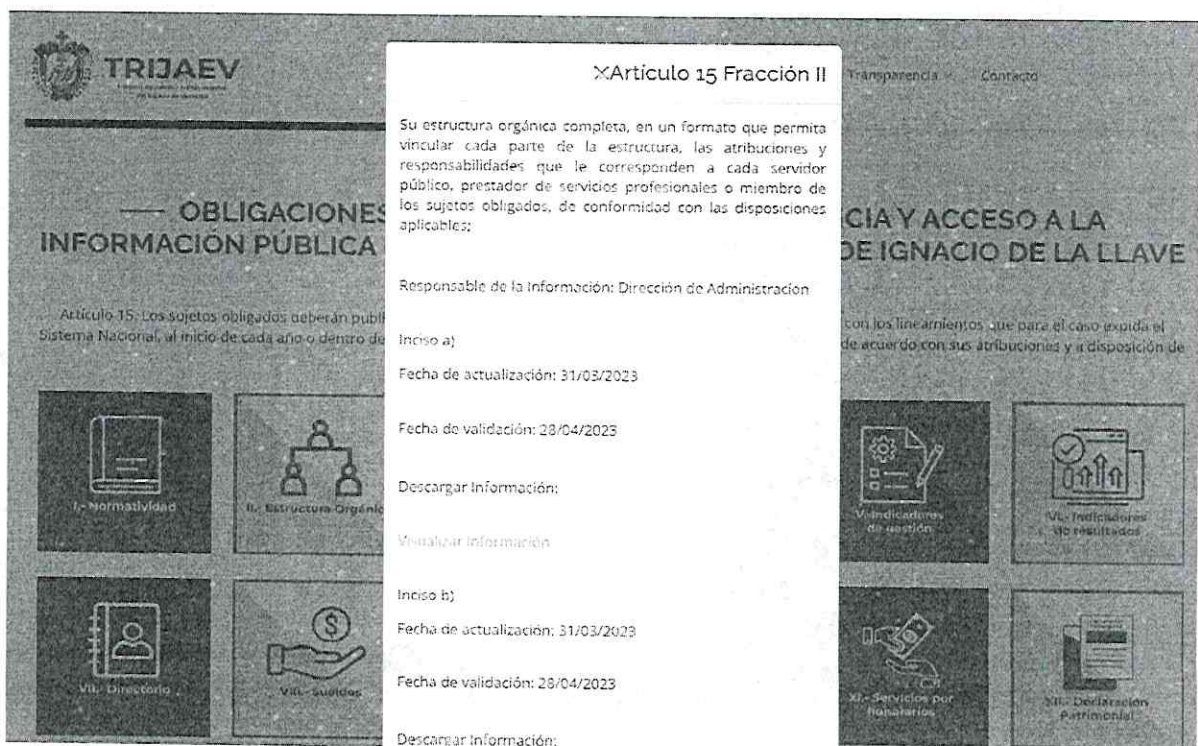 TRIJAEV
Transparencia
Contacto
OBLIGACIONES
INFORMACIÓN PÚBLICA
CIA Y ACCESO A LA
DE IGNACIO DE LA LLAVE
Artículo 15. Los sujetos obligados deberán publi
Sistema Nacional, al inicio de cada año o dentro de
con los lineamientos que para el caso expida el
de acuerdo con sus atribuciones y a disposición de
I.- Normatividad
II.- Estructura Orgánic
V.-Indicadores
de gestión
VI.- Indicadores
de resultados
VII.- Directorio
VIII.- Sueldos
XI.- Servicios por
honorarios
XII.- Declaración
Patrimonial
×Artículo 15 Fracción II
Su estructura orgánica completa, en un formato que permita
vincular cada parte de la estructura, las atribuciones y
responsabilidades que le corresponden a cada servidor
público, prestador de servicios profesionales o miembro de
los sujetos obligados, de conformidad con las disposiciones
aplicables;
Responsable de la Información: Dirección de Administracion
Inciso a)
Fecha de actualización: 31/03/2023
Fecha de validación: 28/04/2023
Descargar Información:
Visualizar Información
Inciso b)
Fecha de actualización: 31/03/2023
Fecha de validación: 28/04/2023
Descargar Información: